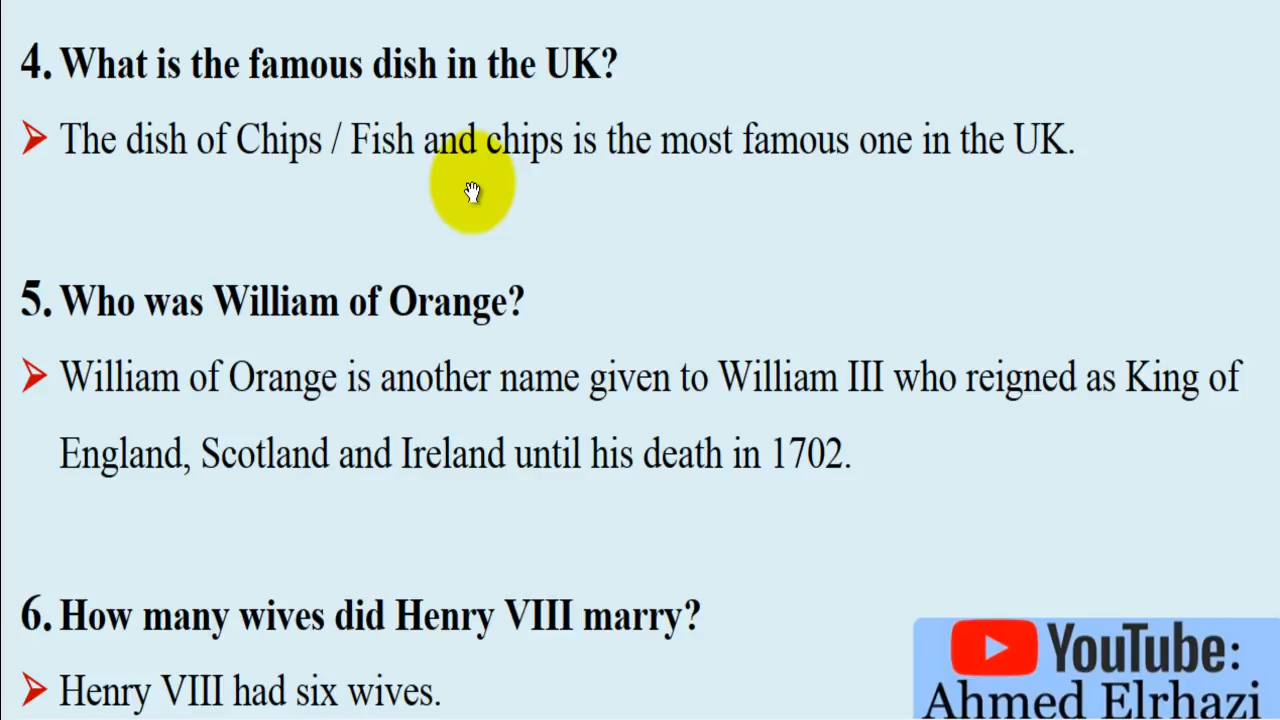 4. What is the famous dish in the UK?
The dish of Chips / Fish and chips is the most famous one in the UK.
5. Who was William of Orange?
William of Orange is another name given to William III who reigned as King of
England, Scotland and Ireland until his death in 1702.
6. How many wives did Henry VIII marry?
Henry VIII had six wives.
YouTube:
Ahmed Elrhazi